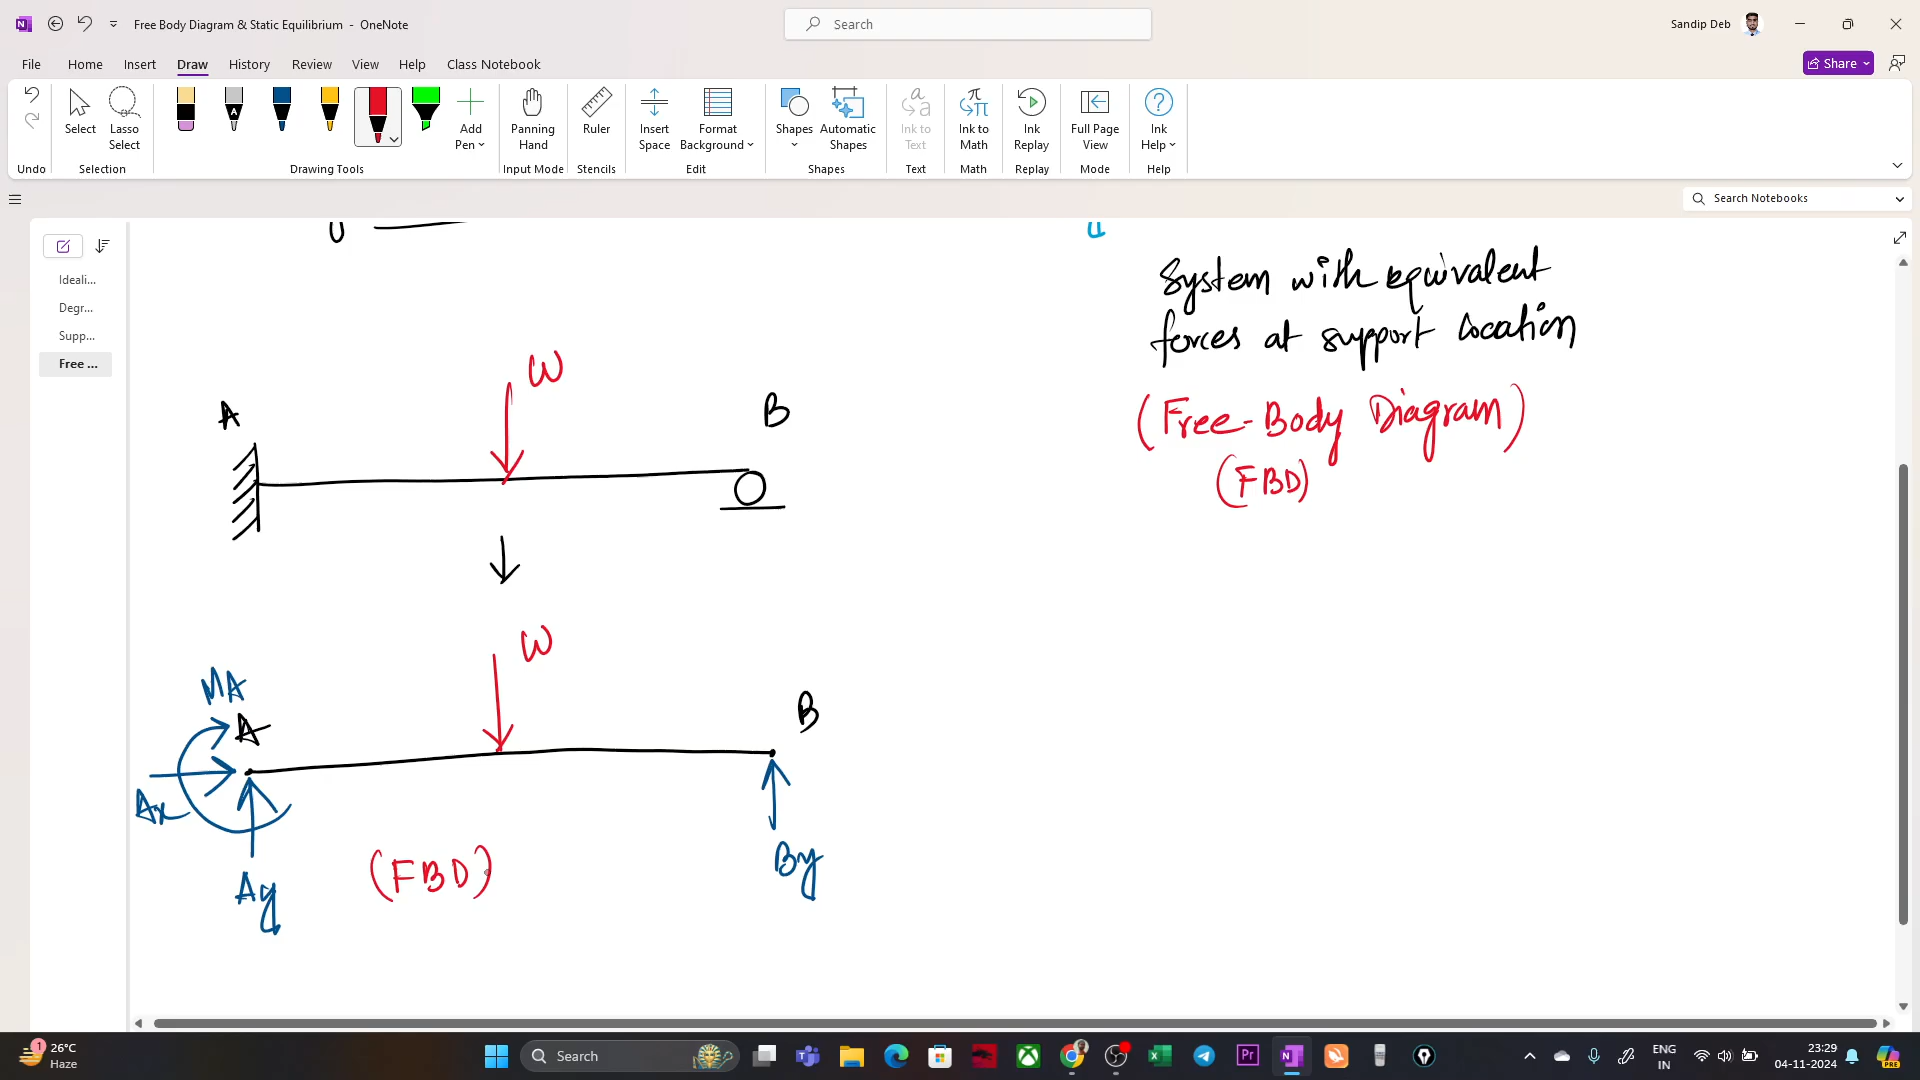 Free Body Diagram & Static Equilibrium - OneNote
Search
Sandip Deb
File Home Insert Draw History Review View Help Class Notebook
Share
Select
Lasso Select
Add Pen
Panning Hand
Ruler
Insert Space
Format Background
Shapes
Automatic Shapes
Ink to Text
Ink to Math
Ink Replay
Full Page View
Ink Help
Undo Selection Drawing Tools Input Mode Stencils Edit Shapes Text Math Replay Mode Help
Search Notebooks
Ideali...
Degr...
Supp...
Free ...
System with equivalent
forces at support location
(Free-Body Diagram)
(FBD)
W
A
B
W
MA
A
B
Ax
By
Ay
(FBD)
1
26°C
Haze
Search
ENG
IN
23:29
04-11-2024
PRE